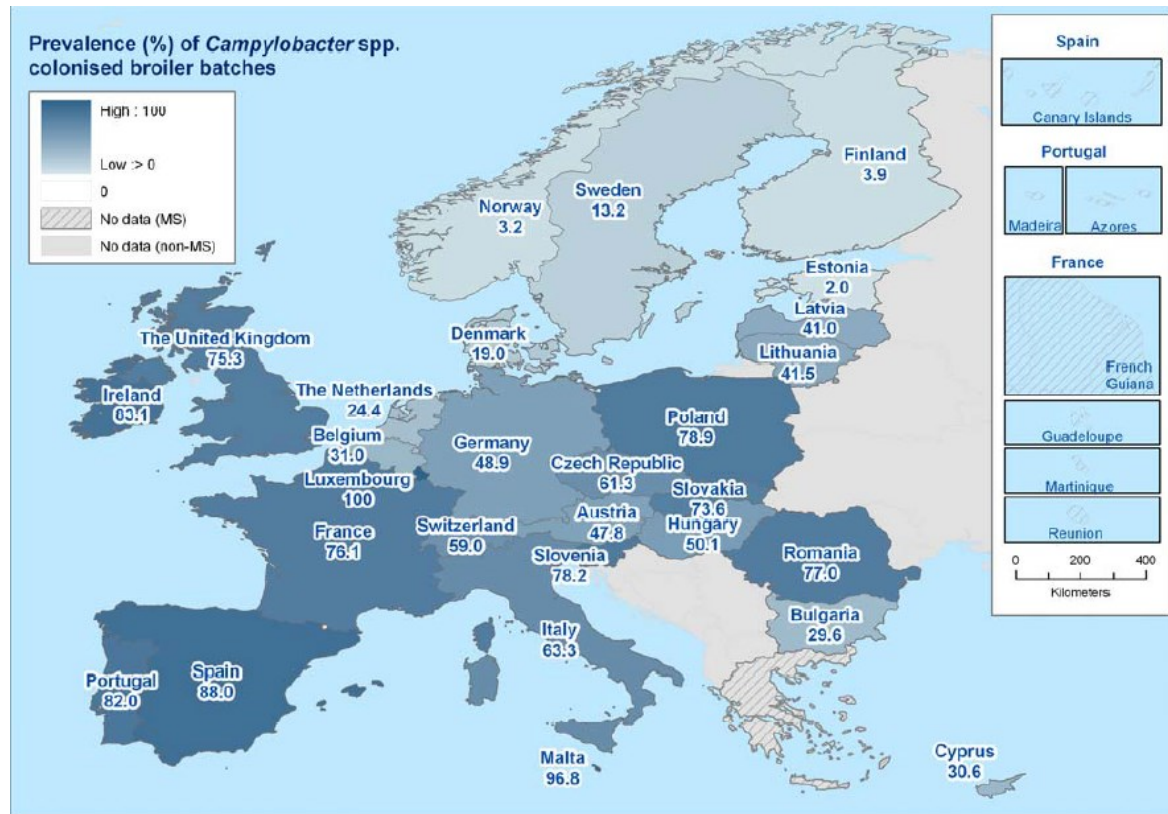 Prevalence (%) of Campylobacter spp.
colonised broiler batches
High : 100
Low :> 0
0
No data (MS)
No data (non-MS)
Finland
3.9
Sweden
13.2
Norway
3.2
Estonia
2.0
Latvia
41.0
Lithuania
41.5
Denmark
19.0
The United Kingdom
75.3
Ireland
The Netherlands
24.4
Belgium
31.0
Luxembourg
100
Germany
48.9
Poland
78.9
Czech Republic
61.3
Slovakia
73.6
Austria
47.8
Hungary
50.1
Switzerland
59.0
France
76.1
Slovenia
78.2
Romania
77.0
Bulgaria
29.6
Italy
63.3
Spain
88.0
Portugal
82.0
Malta
96.8
Cyprus
30.6
Spain
Canary Islands
Portugal
Madeira
Azores
France
French
Guiana
Guadeloupe
Martinique
Reunion
0 200 400
Kilometers